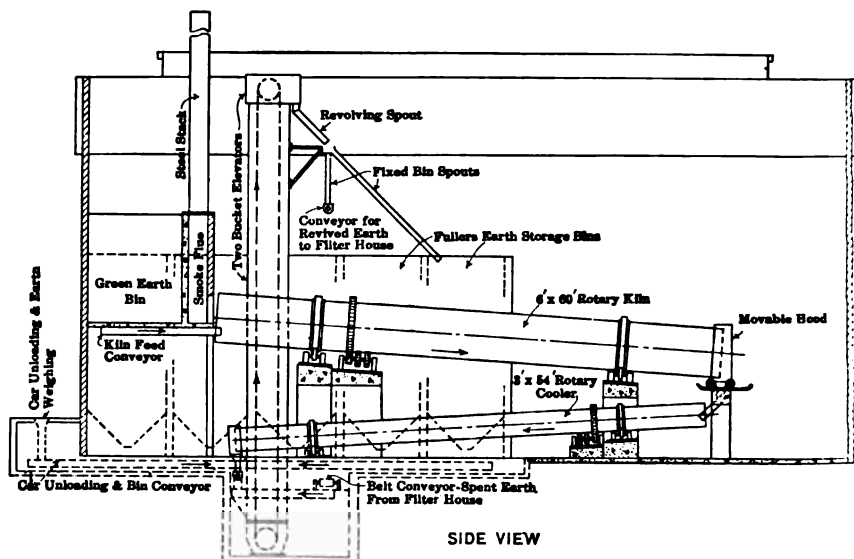 Steel Stack
Revolving Spout
Two Bucket Elevators
Fixed Bin Spouts
Conveyor for
Revived Earth
to Filter House
Fullers Earth Storage Bins
Smoke Flue
Green Earth
Bin
6'x 60' Rotary Kiln
Movable Hood
Kiln Feed
Conveyor
Car Unloading & Earth
Weighing
3'x 54' Rotary
Cooler
Car Unloading & Bin Conveyor
Belt Conveyor-Spent Earth,
From Filter House
SIDE VIEW